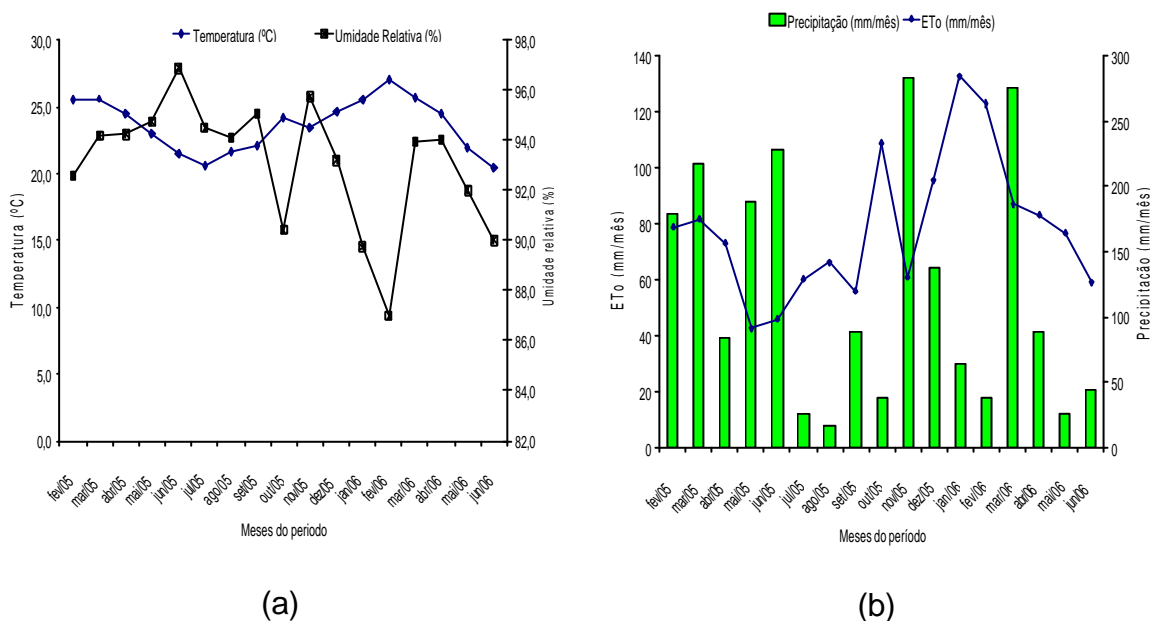 Temperatura (ºC) Umidade Relativa (%)
30,0
25,0
20,0
15,0
10,0
5,0
0,0
Temperatura (ºC)
98,0
96,0
94,0
92,0
90,0
88,0
86,0
84,0
82,0
Umidade relativa (%)
fev/05 mar/05 abr/05 mai/05 jun/05 jul/05 ago/05 set/05 out/05 nov/05 dez/05 jan/06 fev/06 mar/06 abr/06 mai/06 jun/06
Meses do periodo
(a)
Precipitação (mm/mês) ETo (mm/mês)
140
120
100
80
60
40
20
0
ETo (mm/mês)
300
250
200
150
100
50
0
Precipitação (mm/mês)
fev/05 mar/05 abr/05 mai/05 jun/05 jul/05 ago/05 set/05 out/05 nov/05 dez/05 jan/06 fev/06 mar/06 abr/06 mai/06 jun/06
Meses do período
(b)